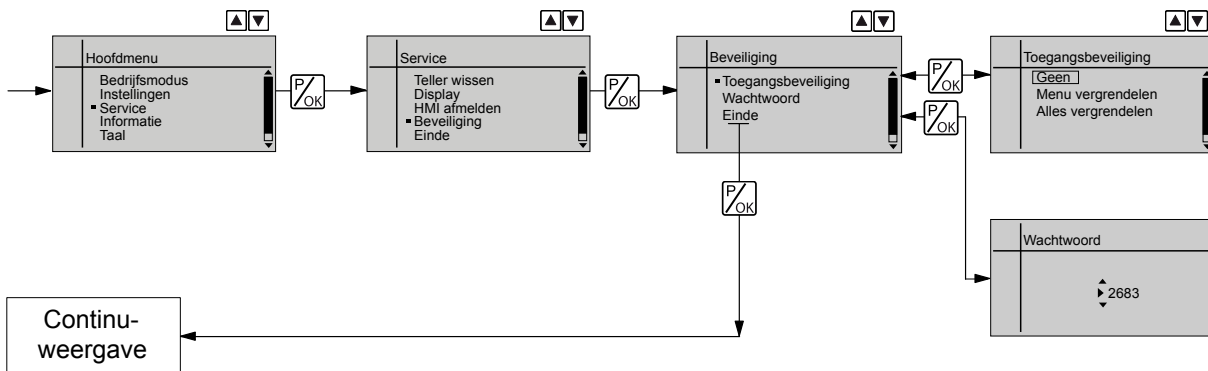 Hoofdmenu
Bedrijfsmodus
Instellingen
Service
Informatie
Taal
P/OK
Service
Teller wissen
Display
HMI afmelden
Beveiliging
Einde
P/OK
Beveiliging
Toegangsbeveiliging
Wachtwoord
Einde
P/OK
P/OK
Toegangsbeveiliging
Geen
Menu vergrendelen
Alles vergrendelen
P/OK
Wachtwoord
2683
Continu-
weergave